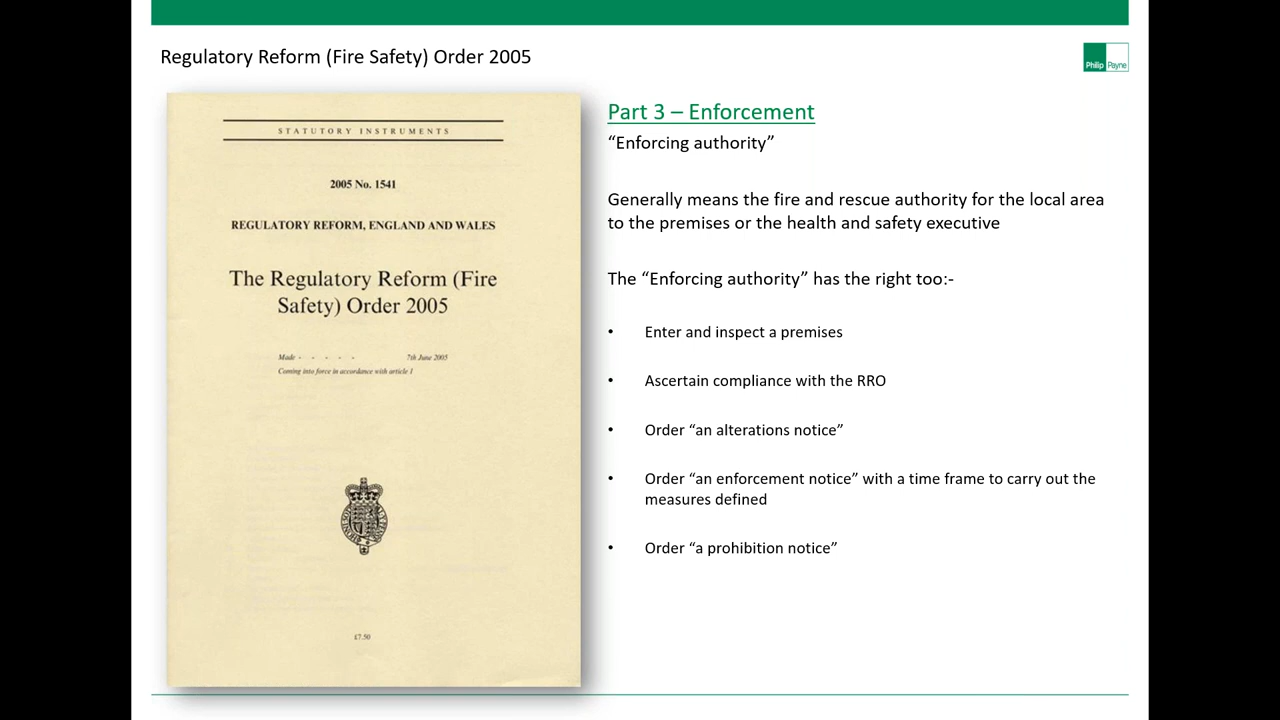 Regulatory Reform (Fire Safety) Order 2005
Philip Payne
STATUTORY INSTRUMENTS
2005 No. 1541
REGULATORY REFORM, ENGLAND AND WALES
The Regulatory Reform (Fire
Safety) Order 2005
Made - - - - - 7th June 2005
Coming into force in accordance with article 1
£7.50
Part 3 – Enforcement
“Enforcing authority”
Generally means the fire and rescue authority for the local area
to the premises or the health and safety executive
The “Enforcing authority” has the right too:-
• Enter and inspect a premises
• Ascertain compliance with the RRO
• Order “an alterations notice”
• Order “an enforcement notice” with a time frame to carry out the
measures defined
• Order “a prohibition notice”